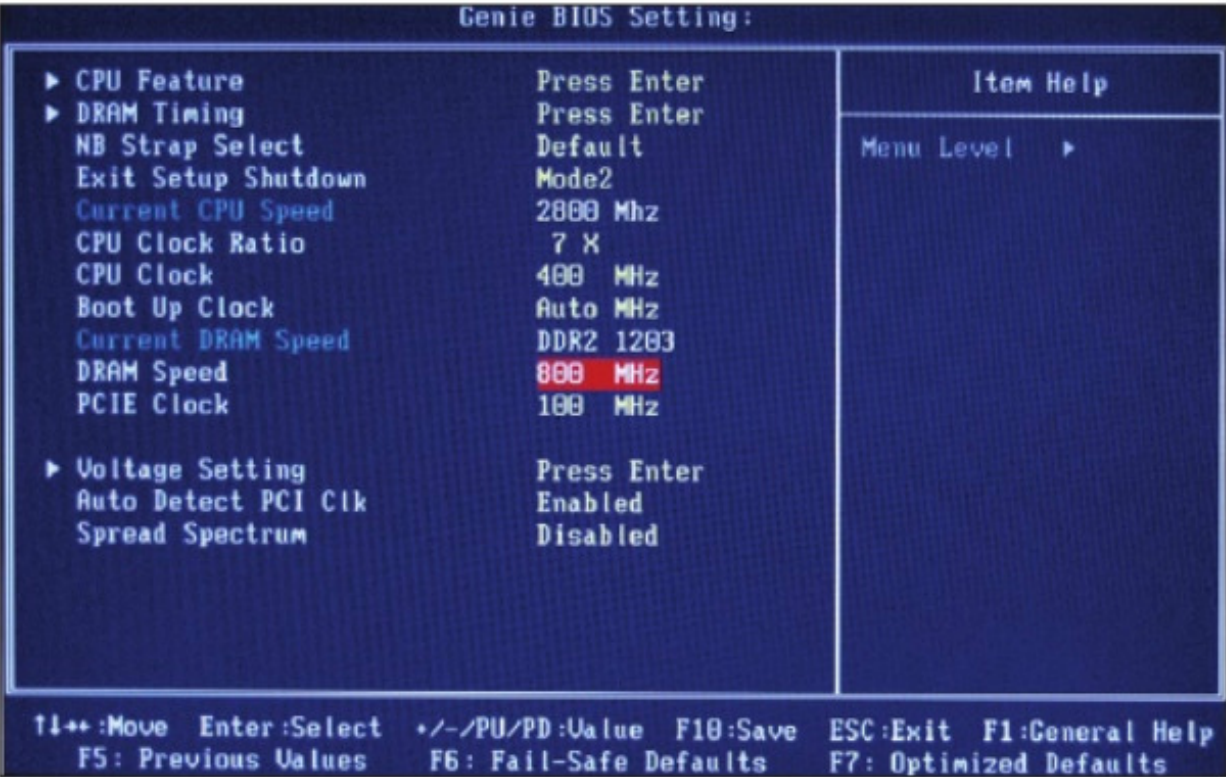 Genie BIOS Setting:
▶ CPU Feature Press Enter
▶ DRAM Timing Press Enter
NB Strap Select Default
Exit Setup Shutdown Mode2
Current CPU Speed 2800 Mhz
CPU Clock Ratio 7 X
CPU Clock 400 MHz
Boot Up Clock Auto MHz
Current DRAM Speed DDR2 1203
DRAM Speed 800 MHz
PCIE Clock 100 MHz
▶ Voltage Setting Press Enter
Auto Detect PCI Clk Enabled
Spread Spectrum Disabled
Item Help
Menu Level ▶
↑↓→←:Move Enter:Select +/-/PU/PD:Value F10:Save ESC:Exit F1:General Help
F5: Previous Values F6: Fail-Safe Defaults F7: Optimized Defaults